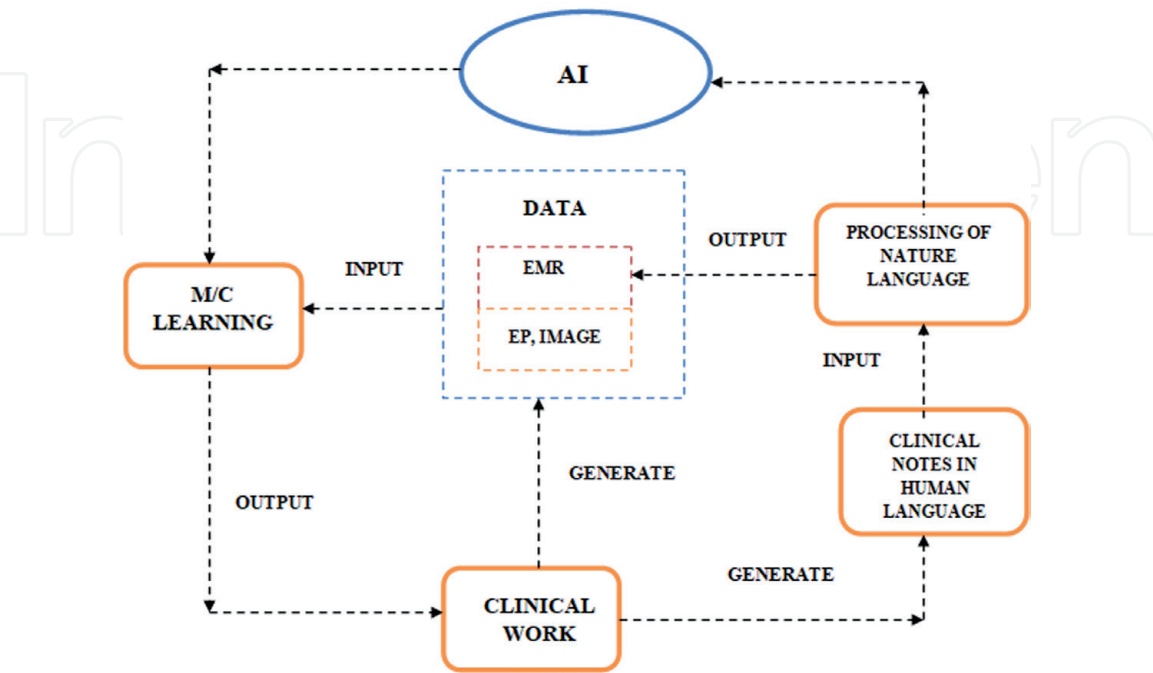 AI
DATA
OUTPUT
PROCESSING OF
NATURE
LANGUAGE
INPUT
EMR
M/C
LEARNING
EP, IMAGE
INPUT
CLINICAL
NOTES IN
HUMAN
LANGUAGE
GENERATE
OUTPUT
GENERATE
CLINICAL
WORK